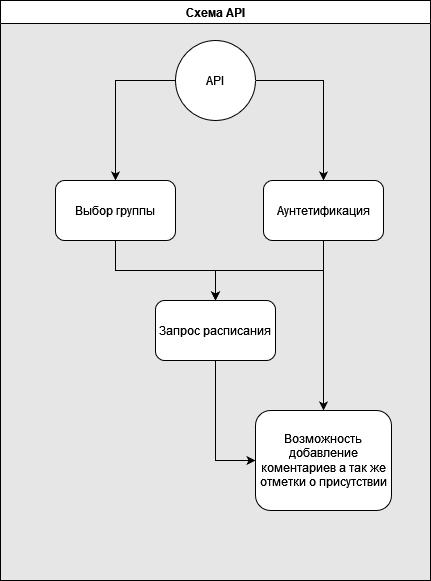 Схема API
API
Выбор группы
Аунтетификация
Запрос расписания
Возможность
добавление
коментариев а так же
отметки о присутствии